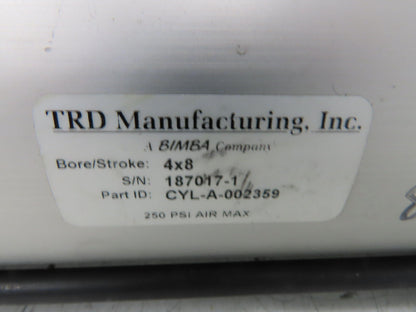 TRD Manufacturing, Inc.
A BIMBA Company
Bore/Stroke: 4x8
S/N: 187017-1
Part ID: CYL-A-002359
250 PSI AIR MAX